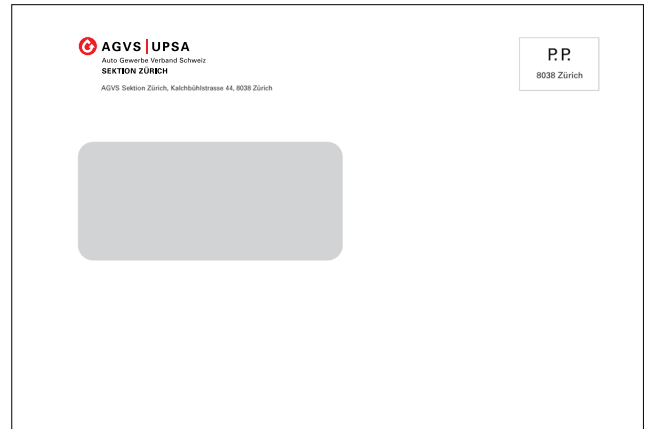 AGVS | UPSA
Auto Gewerbe Verband Schweiz
SEKTION ZÜRICH
AGVS Sektion Zürich, Kalchbühlstrasse 44, 8038 Zürich
P.P.
8038 Zürich